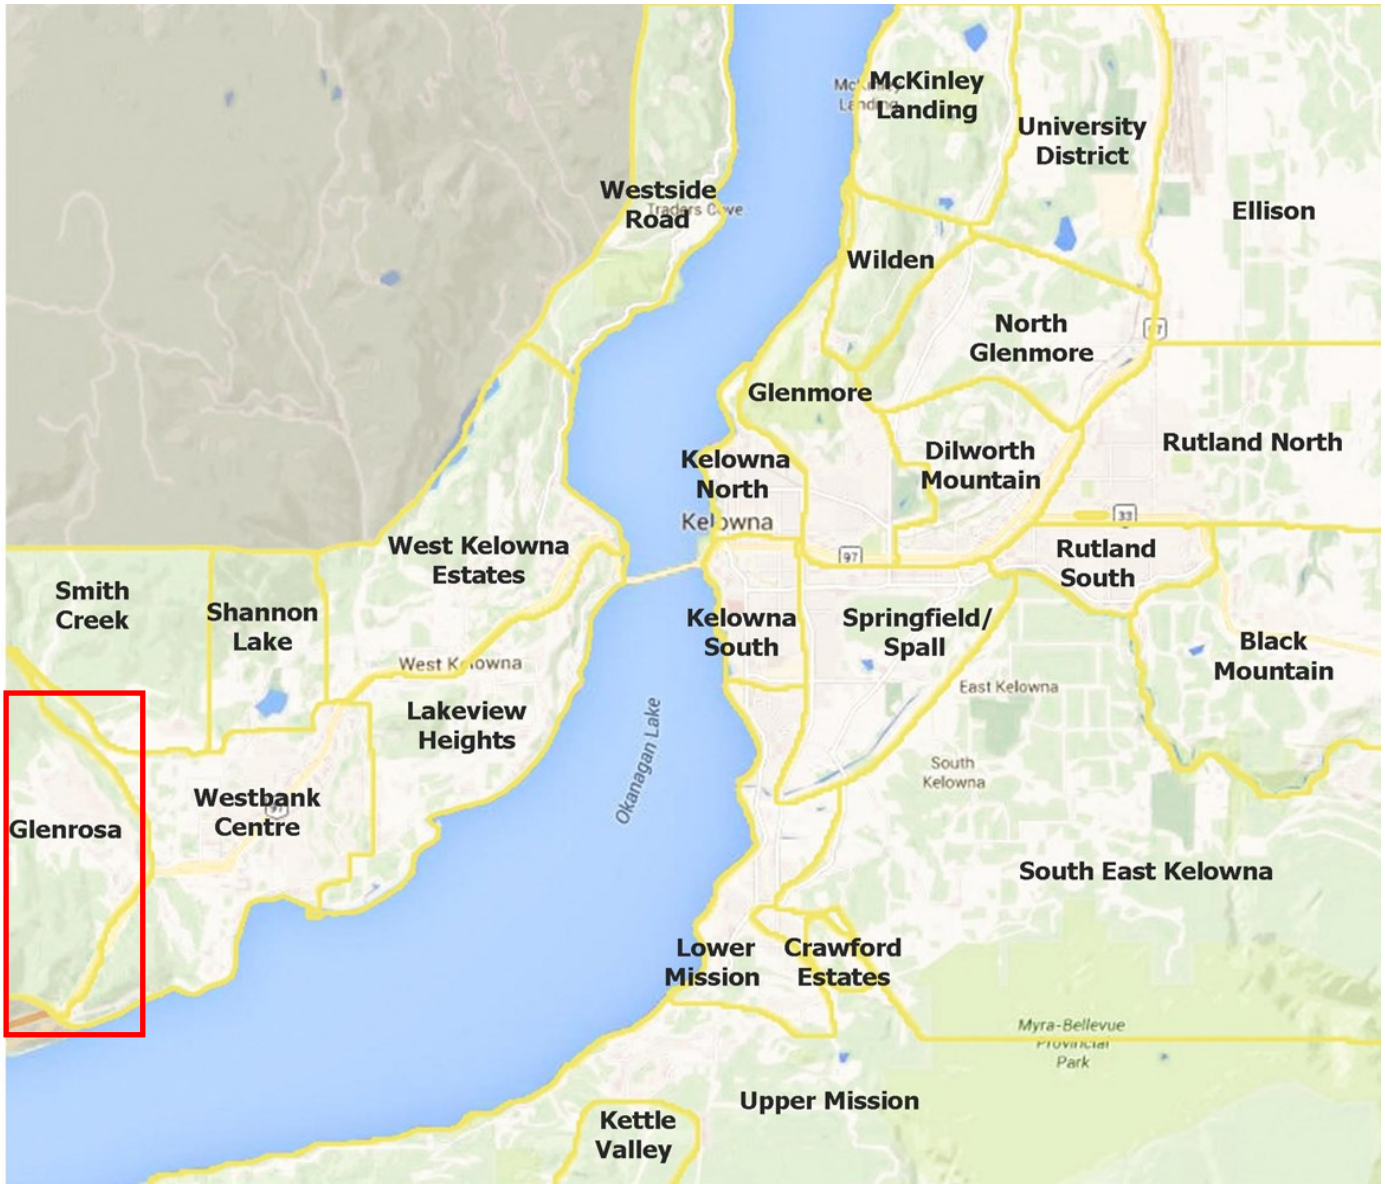 McKinley
Landing
McKinley
Landing
University
District
Westside
Road
Traders Cove
Ellison
Wilden
North
Glenmore
97
Glenmore
Rutland North
Dilworth
Mountain
Kelowna
North
Kelowna
33
97
West Kelowna
Estates
Rutland
South
Smith
Creek
Shannon
Lake
Kelowna
South
Springfield/
Spall
Black
Mountain
West Kelowna
East Kelowna
Lakeview
Heights
Okanagan Lake
South
Kelowna
Westbank
Centre
97
Glenrosa
South East Kelowna
Lower
Mission
Crawford
Estates
Myra-Bellevue
Provincial
Park
Upper Mission
Kettle
Valley